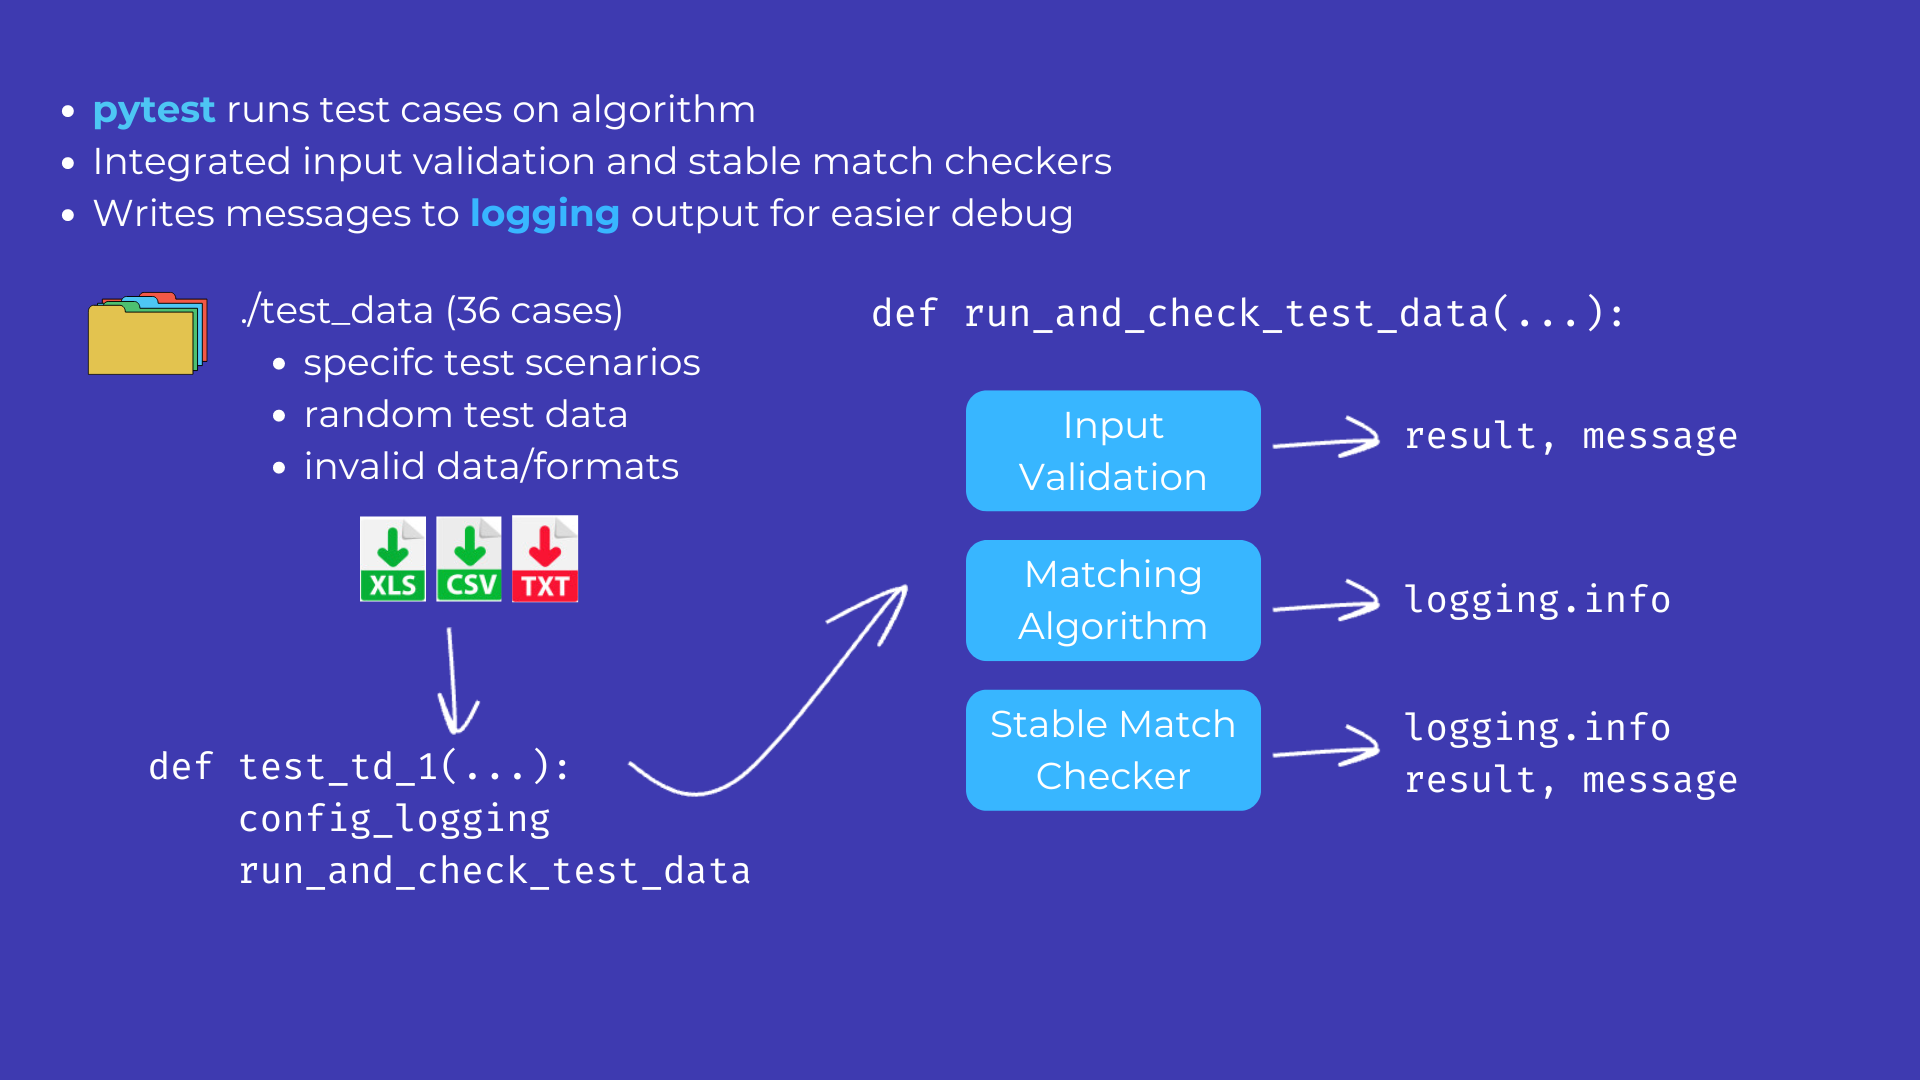 • pytest runs test cases on algorithm
• Integrated input validation and stable match checkers
• Writes messages to logging output for easier debug
./test_data (36 cases)
• specifc test scenarios
• random test data
• invalid data/formats
XLS CSV TXT
def test_td_1(...):
config_logging
run_and_check_test_data
def run_and_check_test_data(...):
Input
Validation
result, message
Matching
Algorithm
logging.info
Stable Match
Checker
logging.info
result, message